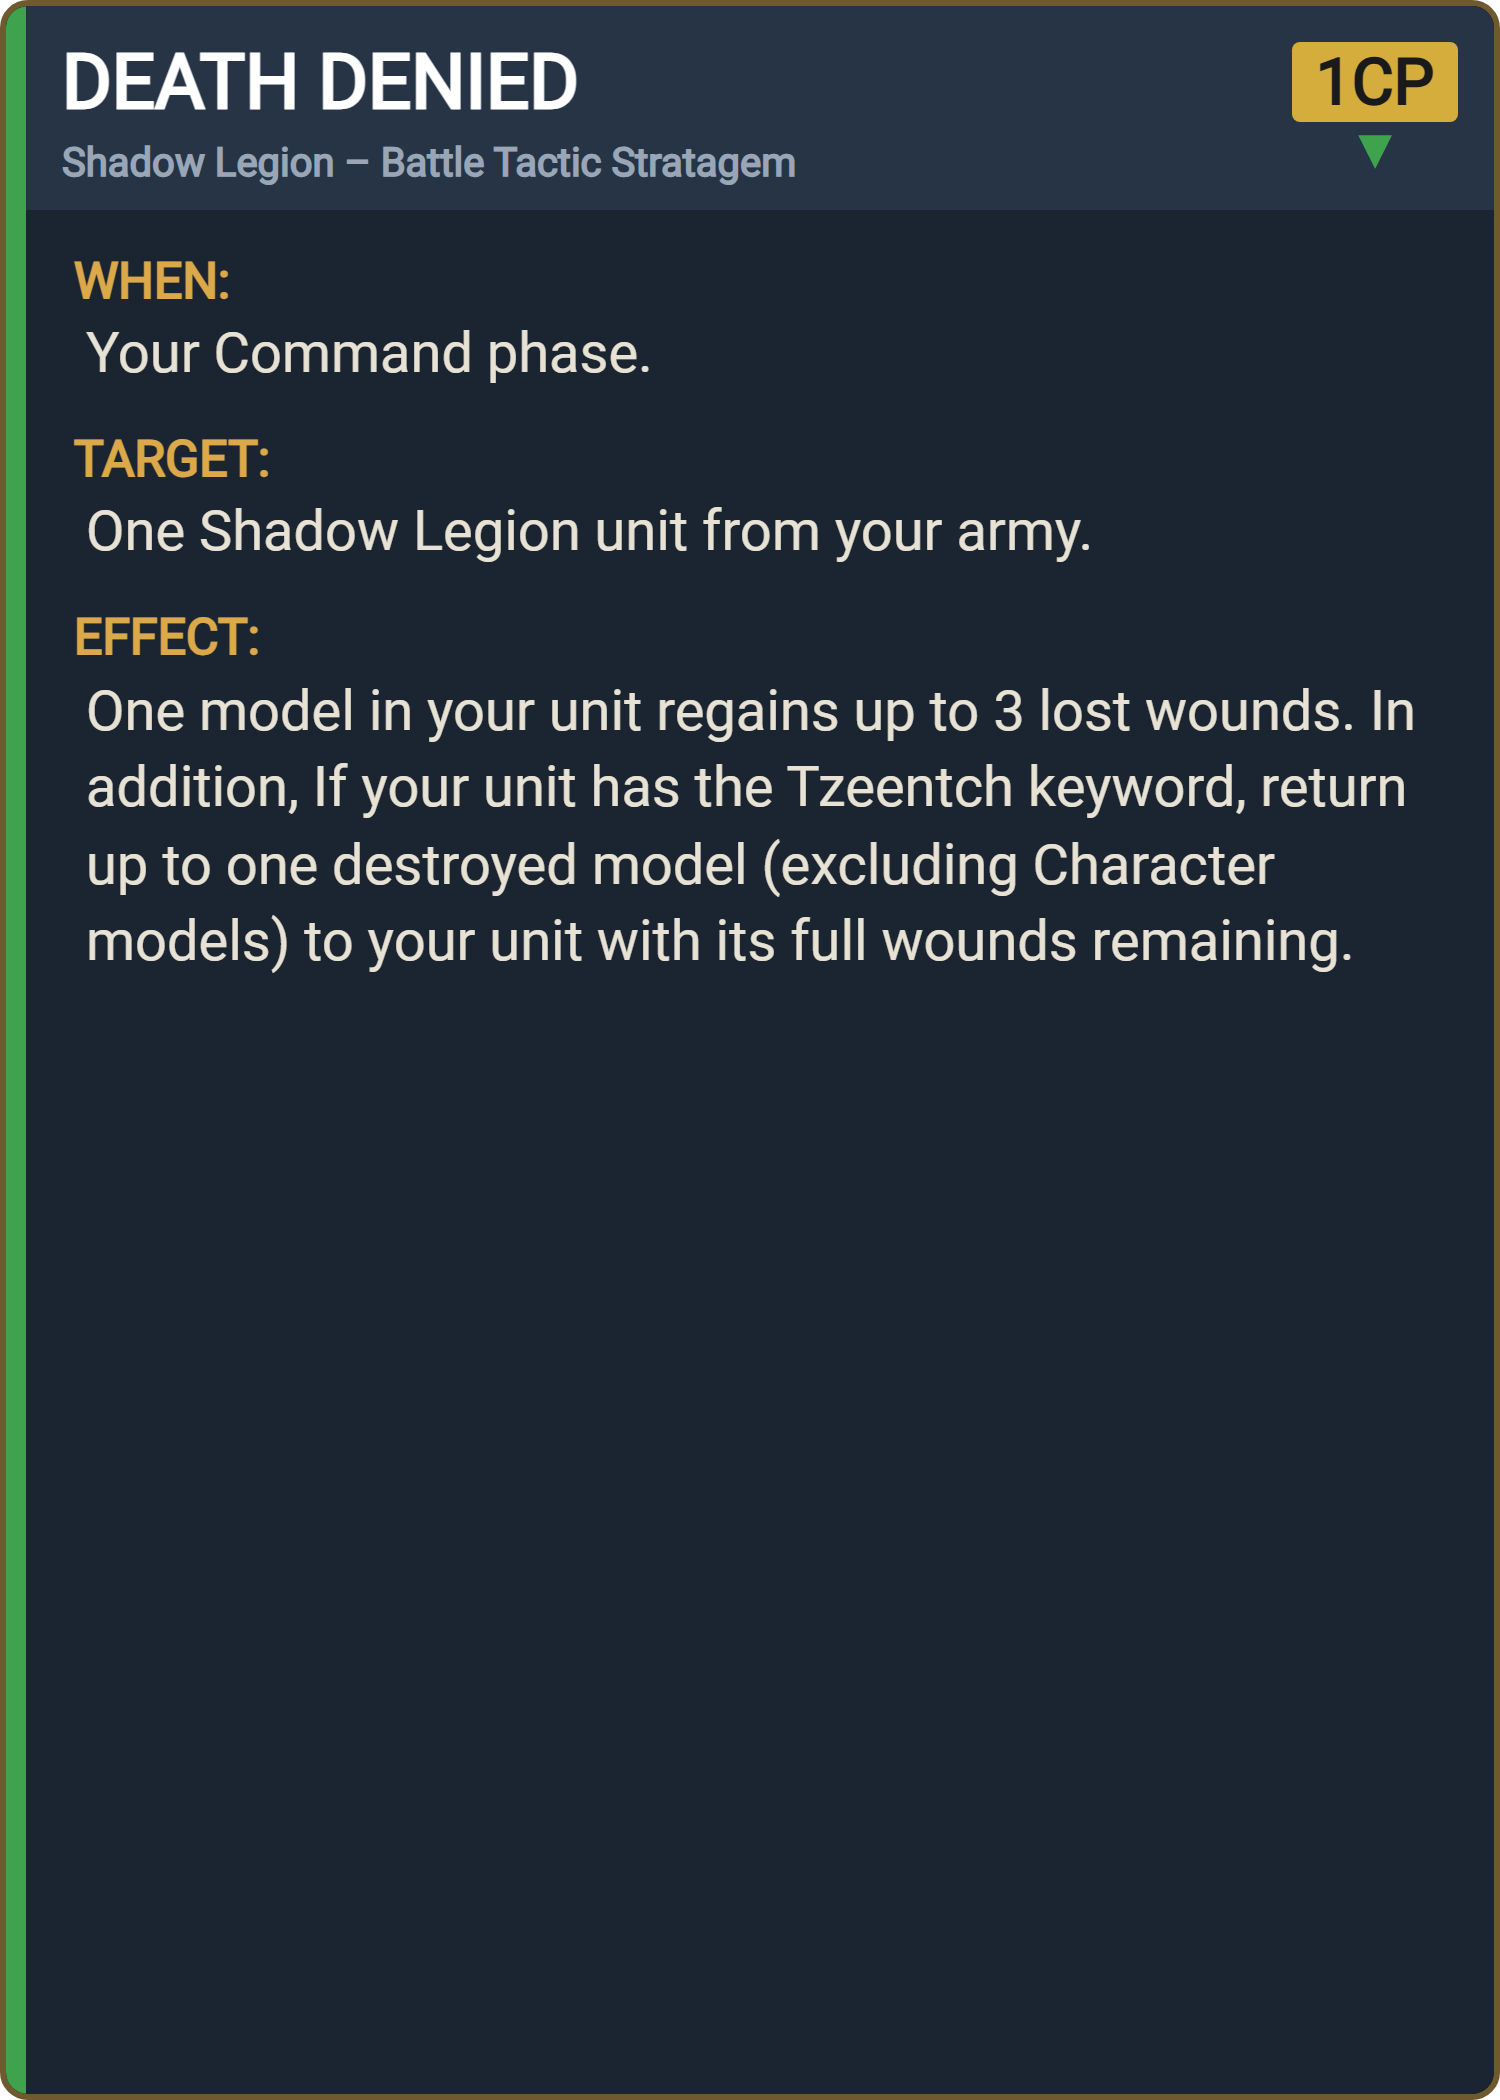 DEATH DENIED
1CP
Shadow Legion – Battle Tactic Stratagem
WHEN:
Your Command phase.
TARGET:
One Shadow Legion unit from your army.
EFFECT:
One model in your unit regains up to 3 lost wounds. In
addition, If your unit has the Tzeentch keyword, return
up to one destroyed model (excluding Character
models) to your unit with its full wounds remaining.